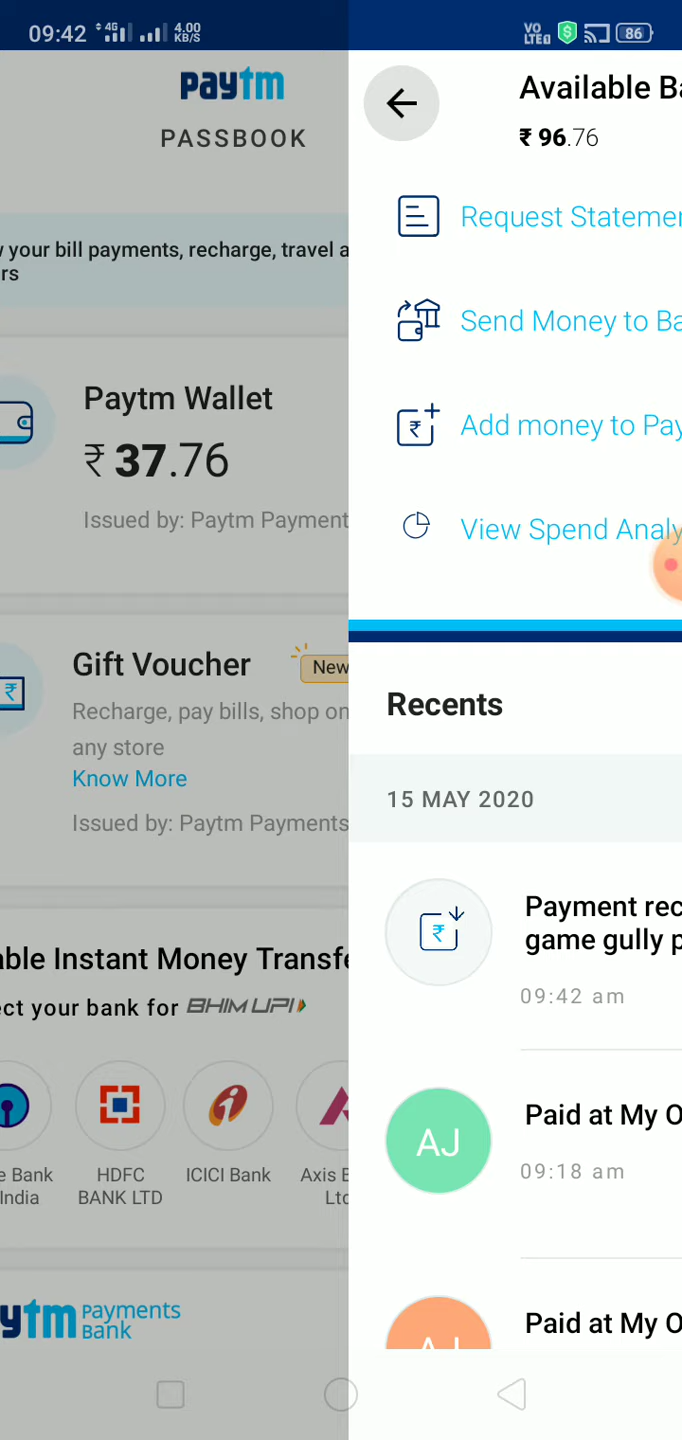 09:42
4G
4.00
KB/S
VO
LTE
86
paytm
PASSBOOK
your bill payments, recharge, travel a
rs
Paytm Wallet
₹ 37.76
Issued by: Paytm Payment
Gift Voucher
New
Recharge, pay bills, shop on
any store
Know More
Issued by: Paytm Payments
able Instant Money Transfe
ect your bank for BHIM UPI
e Bank
India
HDFC
BANK LTD
ICICI Bank
Axis B
Ltd
ytm Payments
Bank
Available Ba
₹ 96.76
Request Statemen
Send Money to Ba
Add money to Pay
View Spend Analy
Recents
15 MAY 2020
Payment rec
game gully p
09:42 am
AJ
Paid at My O
09:18 am
AJ
Paid at My O